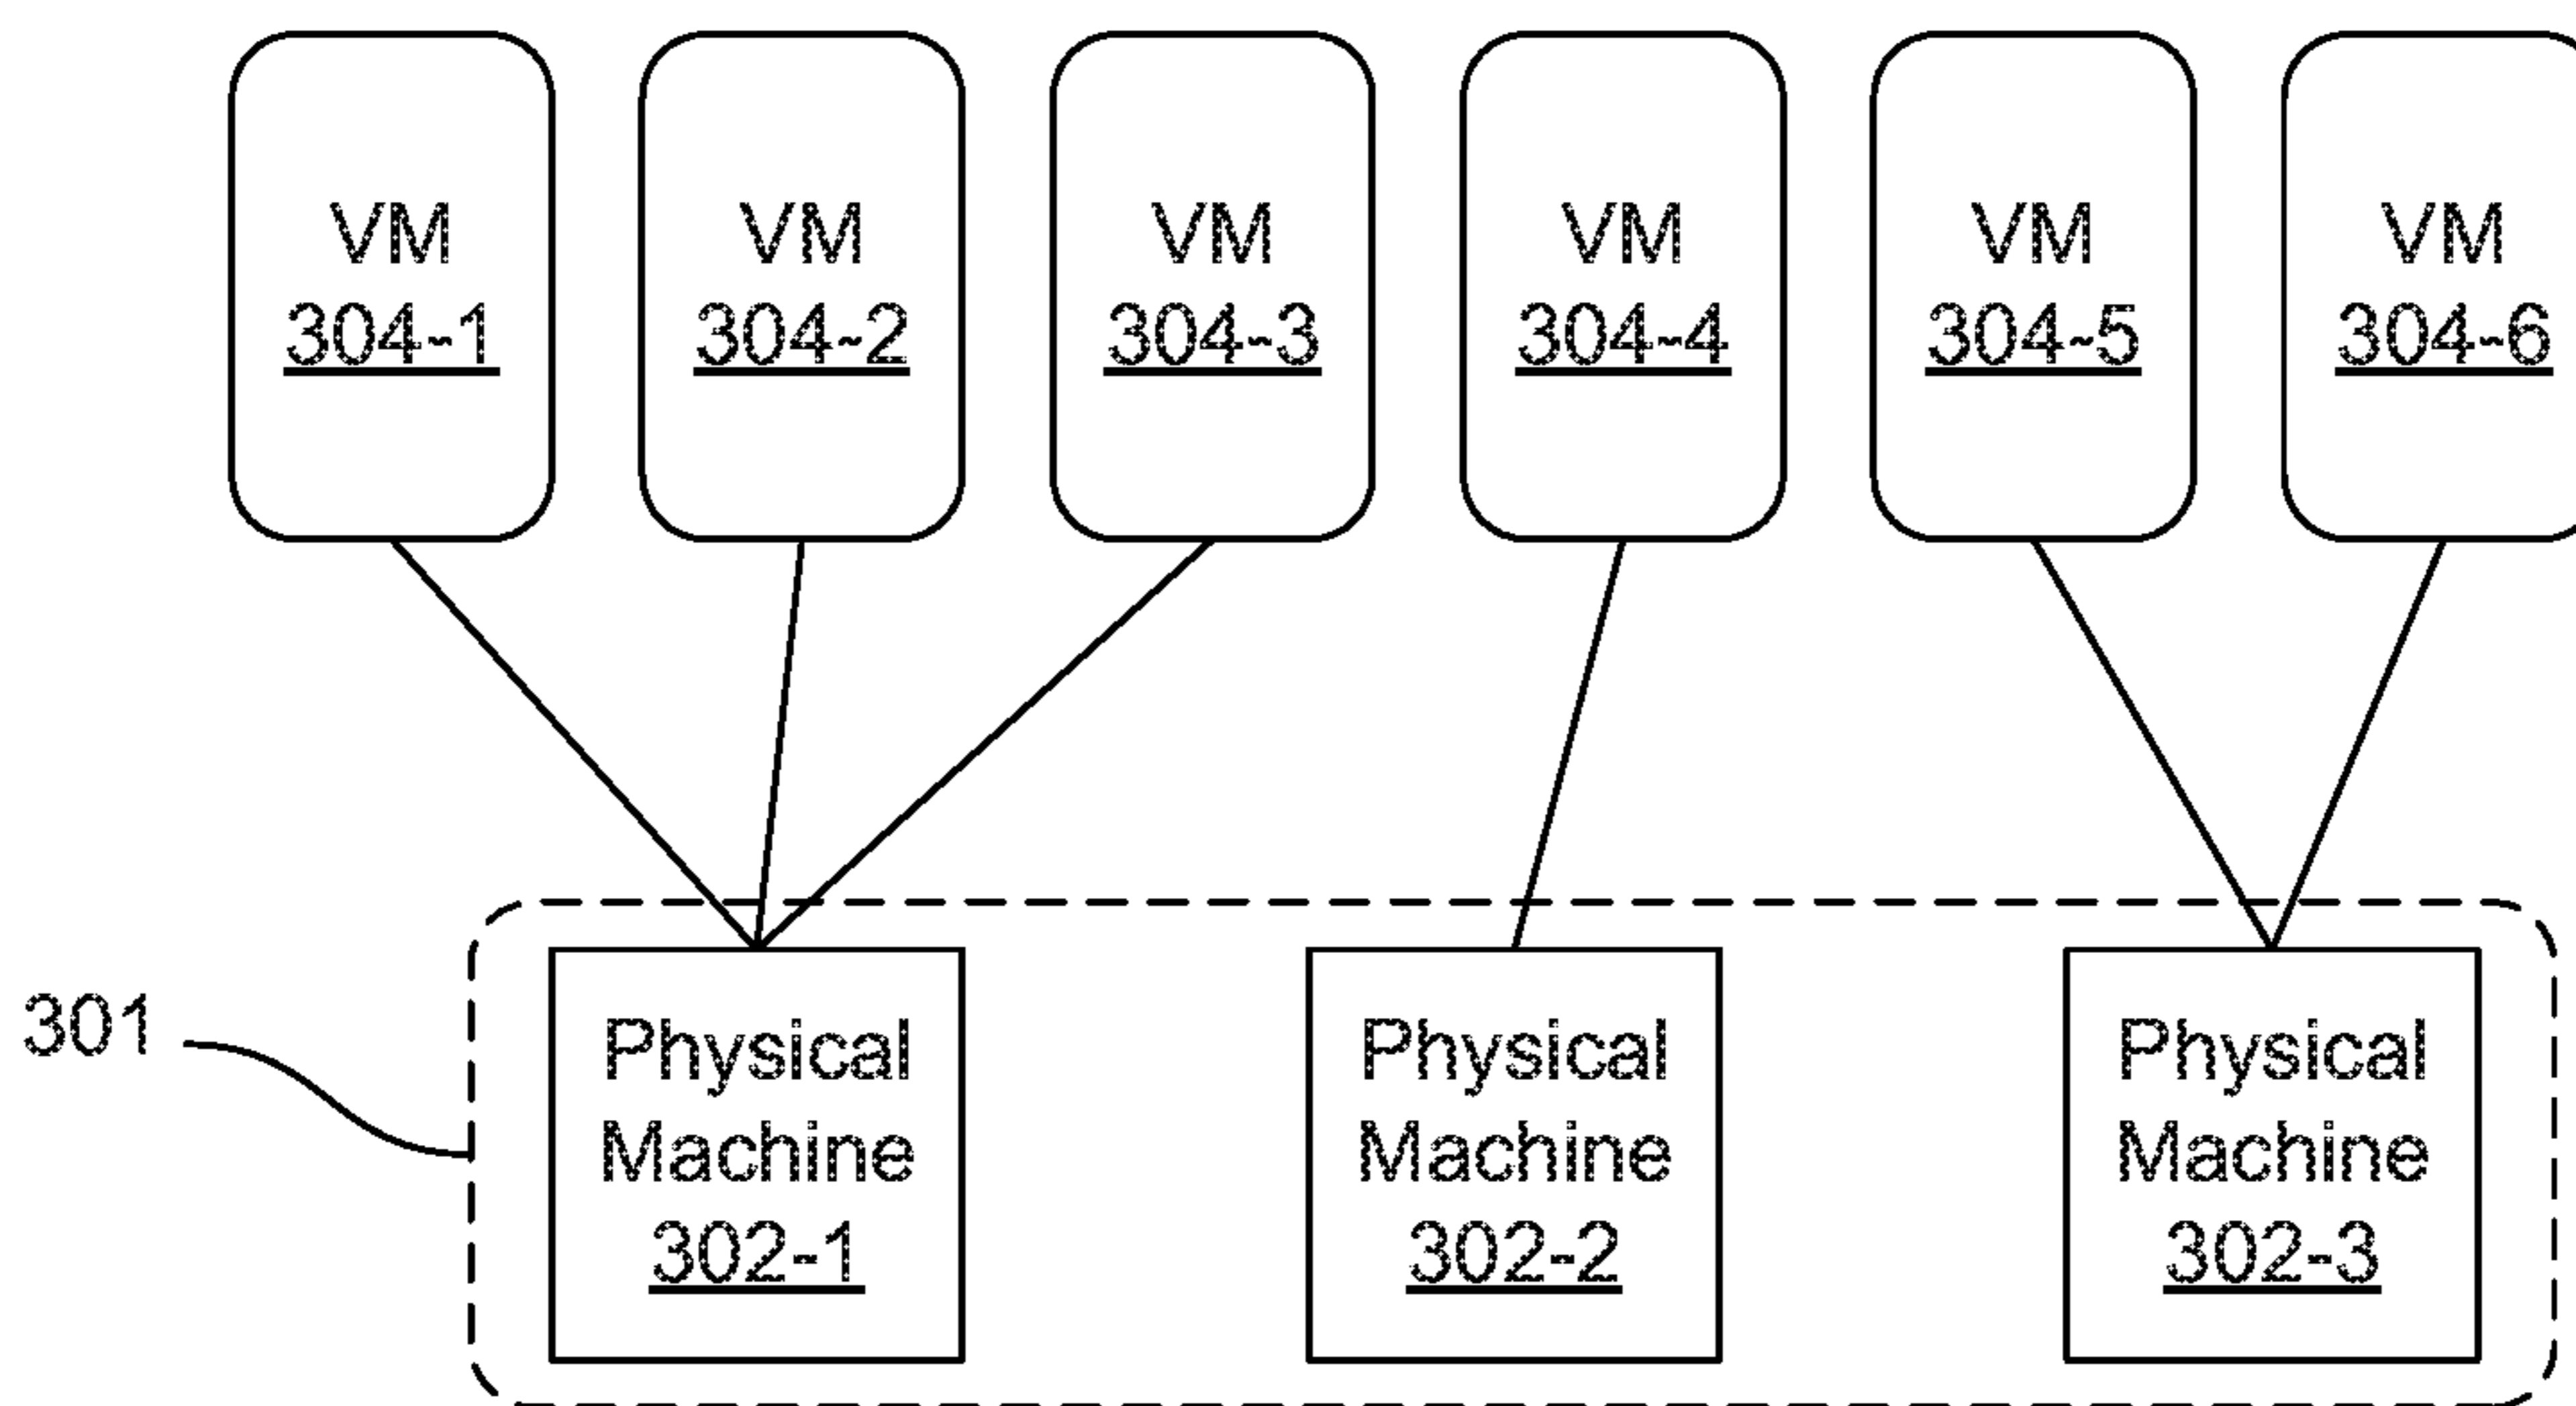 VM
304-1
VM
304-2
VM
304-3
VM
304-4
VM
304-5
VM
304-6
301
Physical
Machine
302-1
Physical
Machine
302-2
Physical
Machine
302-3